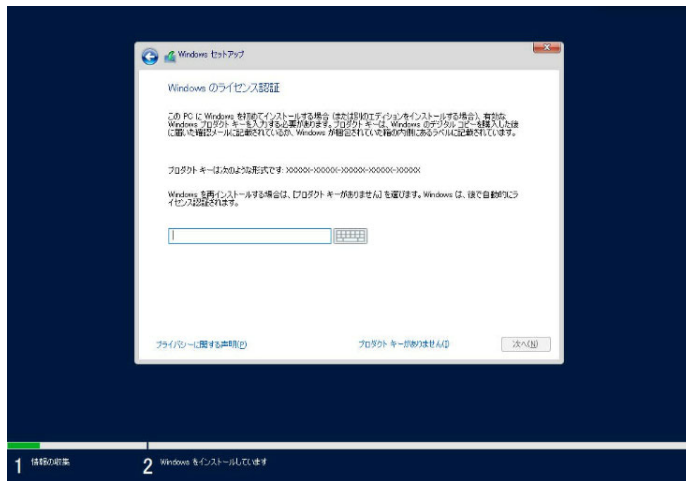 Windows セットアップ
Windows のライセンス認証
この PC に Windows を初めてインストールする場合 (または別のエディションをインストールする場合)、有効な
Windows プロダクト キーを入力する必要があります。プロダクト キーは、Windows のデジタル コピーを購入した後
に届いた確認メールに記載されているか、Windows が梱包されていた箱の内側にあるラベルに記載されています。
プロダクト キーは次のような形式です: XXXXX-XXXXX-XXXXX-XXXXX-XXXXX
Windows を再インストールする場合は、[プロダクト キーがありません] を選びます。Windows は、後で自動的にラ
イセンス認証されます。
プライバシーに関する声明(P)
プロダクト キーがありません(I)
次へ(N)
1 情報の収集
2 Windows をインストールしています